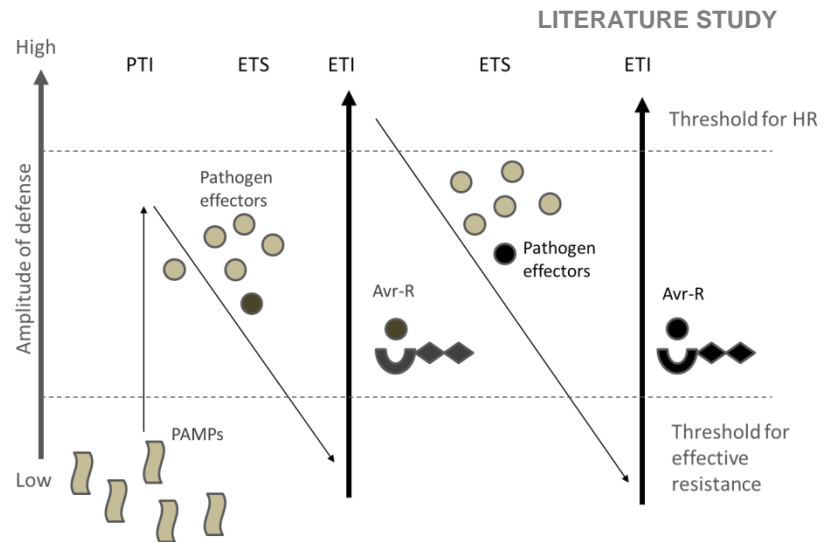 LITERATURE STUDY
High
PTI
ETS
ETI
ETS
ETI
Threshold for HR
Amplitude of defense
Pathogen
effectors
Pathogen
effectors
Avr-R
Avr-R
PAMPs
Low
Threshold for
effective
resistance